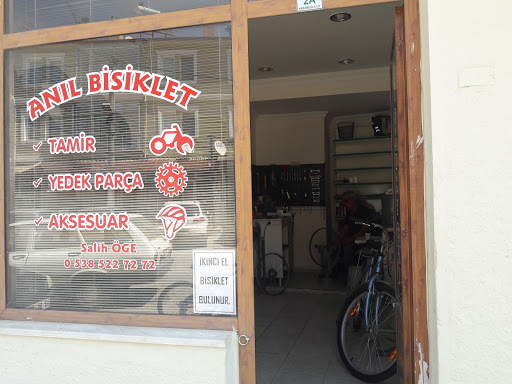 2A
ANIL BİSİKLET
TAMİR
YEDEK PARÇA
AKSESUAR
Salih ÖGE
0-538 522 72 72
İKİNCİ EL
BİSİKLET
BULUNUR.